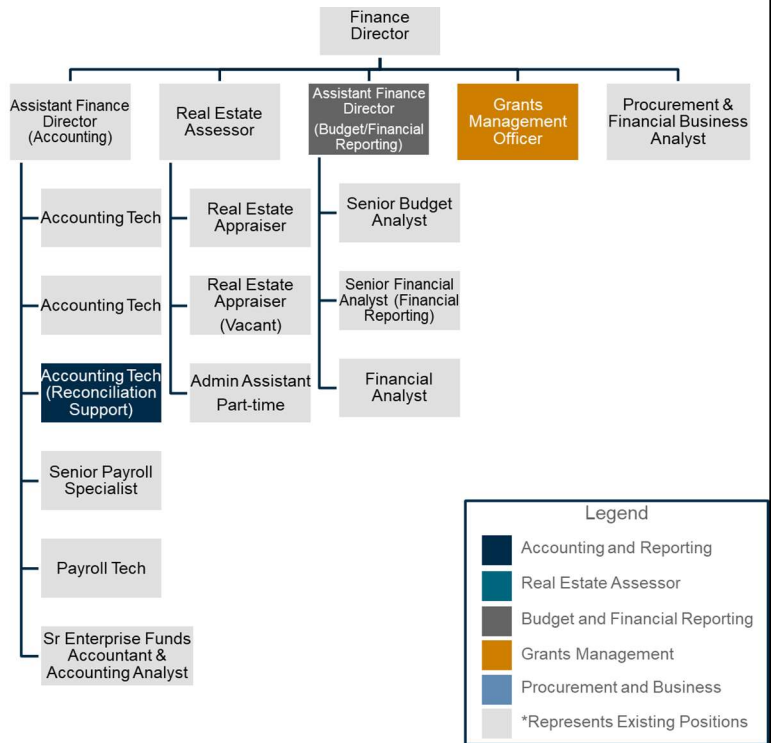 Finance
Director
Assistant Finance
Director
(Accounting)
Real Estate
Assessor
Assistant Finance
Director
(Budget/Financial
Reporting)
Grants
Management
Officer
Procurement &
Financial Business
Analyst
Accounting Tech
Real Estate
Appraiser
Senior Budget
Analyst
Accounting Tech
Real Estate
Appraiser
(Vacant)
Senior Financial
Analyst (Financial
Reporting)
Accounting Tech
(Reconciliation
Support)
Admin Assistant
Part-time
Financial
Analyst
Senior Payroll
Specialist
Payroll Tech
Sr Enterprise Funds
Accountant &
Accounting Analyst
Legend
Accounting and Reporting
Real Estate Assessor
Budget and Financial Reporting
Grants Management
Procurement and Business
*Represents Existing Positions